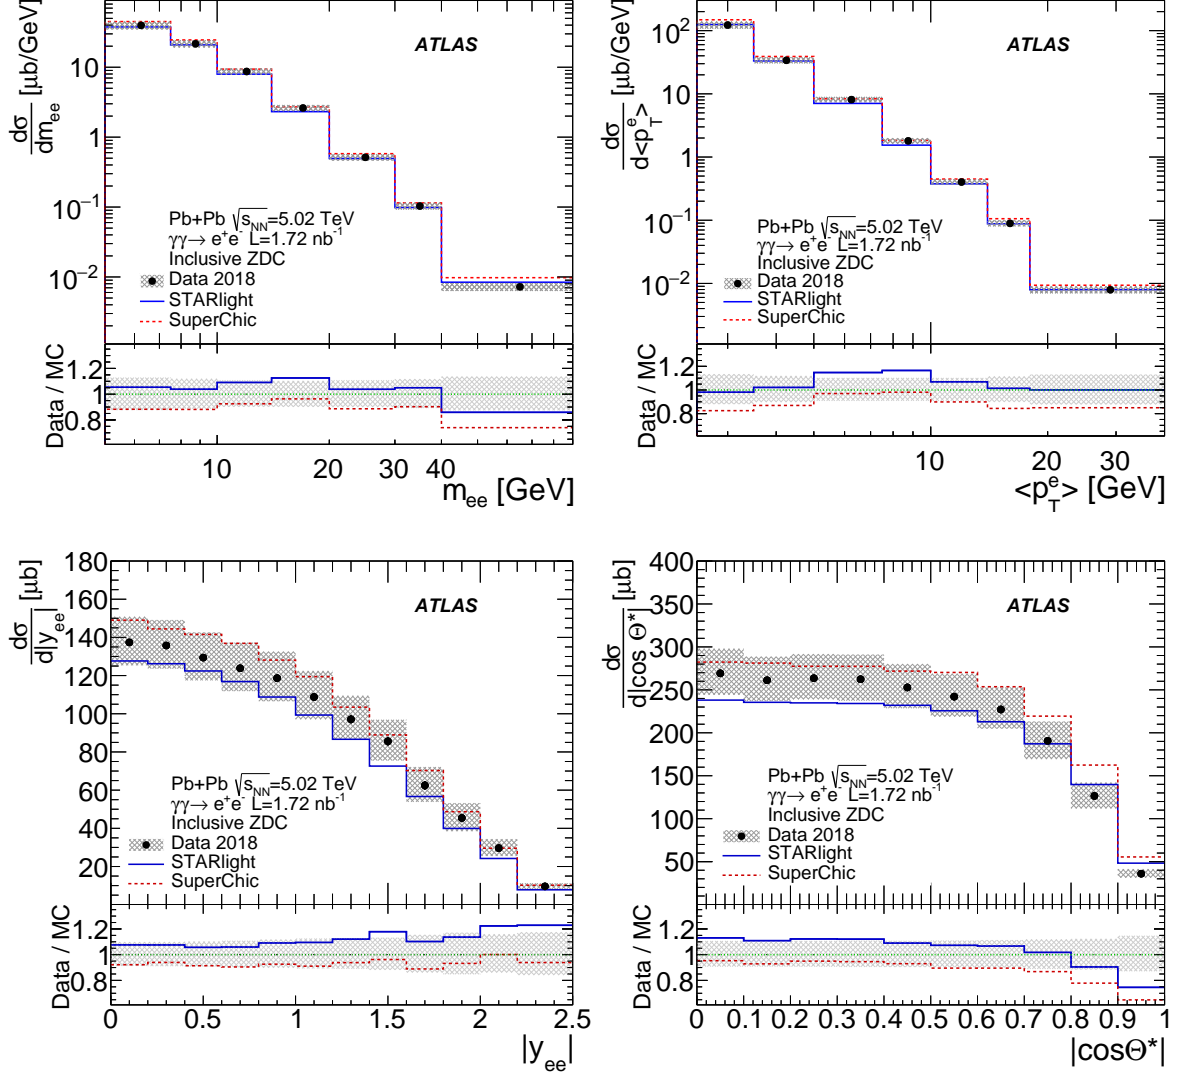 dσ/dm_ee [μb/GeV]
10
1
10⁻¹
10⁻²
ATLAS
Pb+Pb √s_NN=5.02 TeV
γγ→ e⁺e⁻ L=1.72 nb⁻¹
Inclusive ZDC
Data 2018
STARlight
SuperChic
Data / MC
1.2
1
0.8
10 20 30 40
m_ee [GeV]
dσ/d<p_T^e> [μb/GeV]
10²
10
1
10⁻¹
10⁻²
ATLAS
Pb+Pb √s_NN=5.02 TeV
γγ→ e⁺e⁻ L=1.72 nb⁻¹
Inclusive ZDC
Data 2018
STARlight
SuperChic
Data / MC
1.2
1
0.8
10 20 30
<p_T^e> [GeV]
dσ/d|y_ee| [μb]
180
160
140
120
100
80
60
40
20
ATLAS
Pb+Pb √s_NN=5.02 TeV
γγ→ e⁺e⁻ L=1.72 nb⁻¹
Inclusive ZDC
Data 2018
STARlight
SuperChic
Data / MC
1.2
1
0.8
0 0.5 1 1.5 2 2.5
|y_ee|
dσ/d|cos Θ*| [μb]
400
350
300
250
200
150
100
50
ATLAS
Pb+Pb √s_NN=5.02 TeV
γγ→ e⁺e⁻ L=1.72 nb⁻¹
Inclusive ZDC
Data 2018
STARlight
SuperChic
Data / MC
1.2
1
0.8
0 0.1 0.2 0.3 0.4 0.5 0.6 0.7 0.8 0.9 1
|cosΘ*|